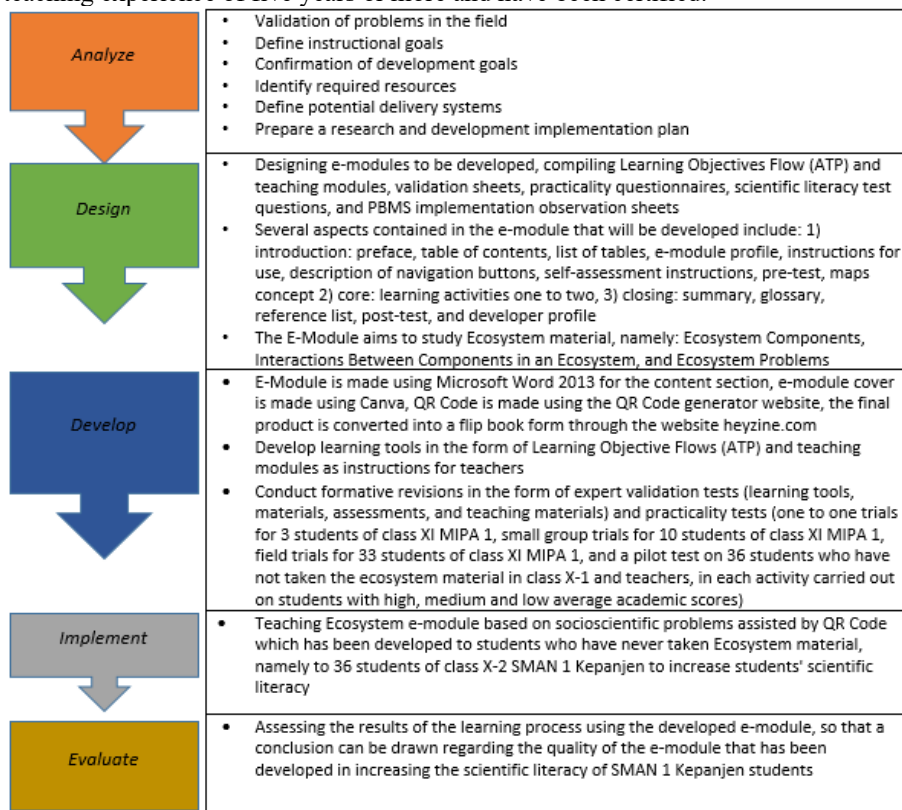 teaching experience of five years or more and have been certified.
Analyze
• Validation of problems in the field
• Define instructional goals
• Confirmation of development goals
• Identify required resources
• Define potential delivery systems
• Prepare a research and development implementation plan
Design
• Designing e-modules to be developed, compiling Learning Objectives Flow (ATP) and
teaching modules, validation sheets, practicality questionnaires, scientific literacy test
questions, and PBMS implementation observation sheets
• Several aspects contained in the e-module that will be developed include: 1)
introduction: preface, table of contents, list of tables, e-module profile, instructions for
use, description of navigation buttons, self-assessment instructions, pre-test, maps
concept 2) core: learning activities one to two, 3) closing: summary, glossary,
reference list, post-test, and developer profile
• The E-Module aims to study Ecosystem material, namely: Ecosystem Components,
Interactions Between Components in an Ecosystem, and Ecosystem Problems
Develop
• E-Module is made using Microsoft Word 2013 for the content section, e-module cover
is made using Canva, QR Code is made using the QR Code generator website, the final
product is converted into a flip book form through the website heyzine.com
• Develop learning tools in the form of Learning Objective Flows (ATP) and teaching
modules as instructions for teachers
• Conduct formative revisions in the form of expert validation tests (learning tools,
materials, assessments, and teaching materials) and practicality tests (one to one trials
for 3 students of class XI MIPA 1, small group trials for 10 students of class XI MIPA 1,
field trials for 33 students of class XI MIPA 1, and a pilot test on 36 students who have
not taken the ecosystem material in class X-1 and teachers, in each activity carried out
on students with high, medium and low average academic scores)
Implement
• Teaching Ecosystem e-module based on socioscientific problems assisted by QR Code
which has been developed to students who have never taken Ecosystem material,
namely to 36 students of class X-2 SMAN 1 Kepanjen to increase students' scientific
literacy
Evaluate
• Assessing the results of the learning process using the developed e-module, so that a
conclusion can be drawn regarding the quality of the e-module that has been
developed in increasing the scientific literacy of SMAN 1 Kepanjen students